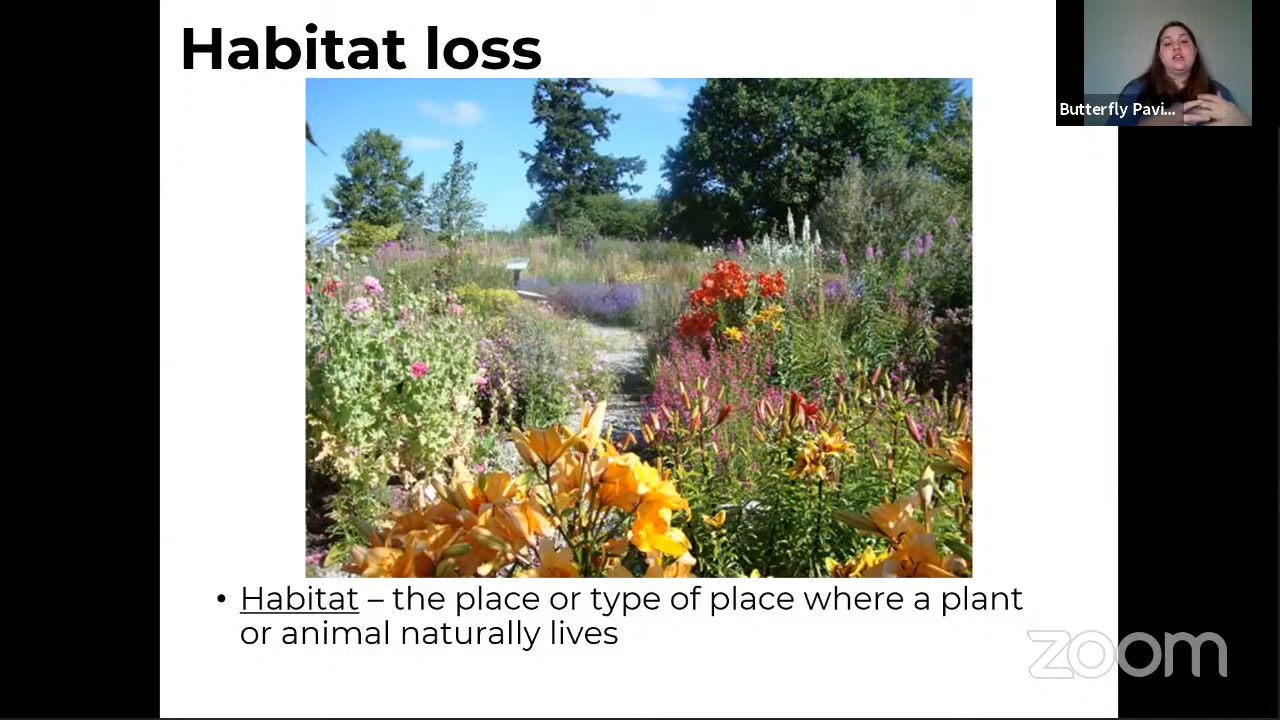 Habitat loss
Butterfly Pavi...
• Habitat – the place or type of place where a plant
or animal naturally lives
zoom